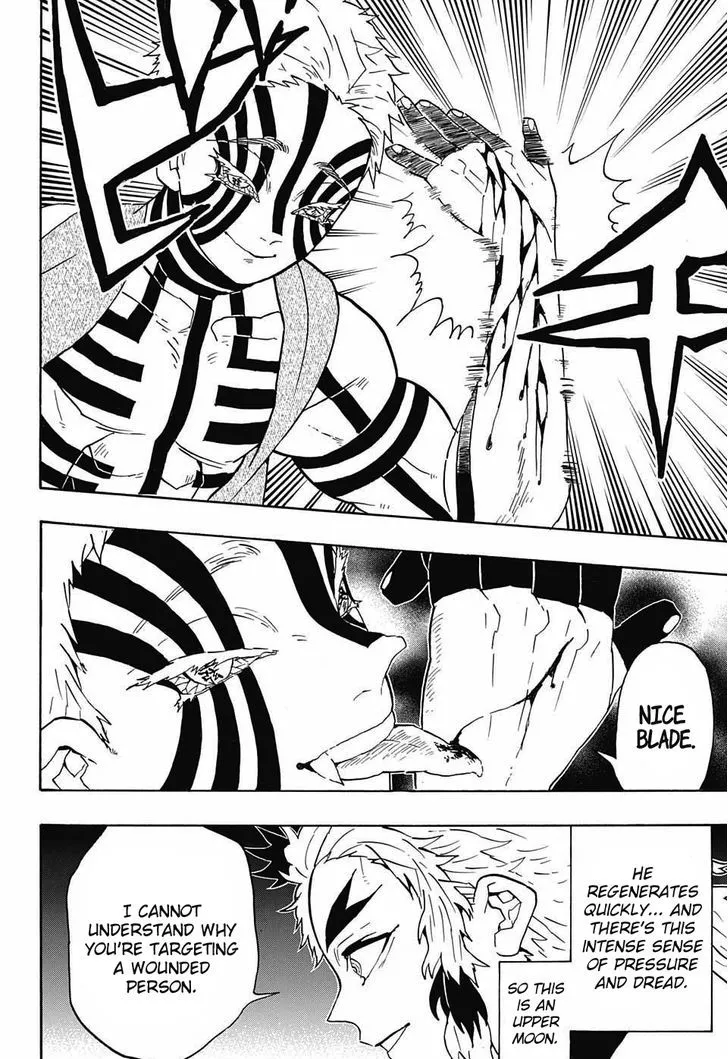 NICE
BLADE.
HE
REGENERATES
QUICKLY... AND
THERE'S THIS
INTENSE SENSE
OF PRESSURE
AND DREAD.
SO THIS
IS AN
UPPER
MOON.
I CANNOT
UNDERSTAND WHY
YOU'RE TARGETING
A WOUNDED
PERSON.